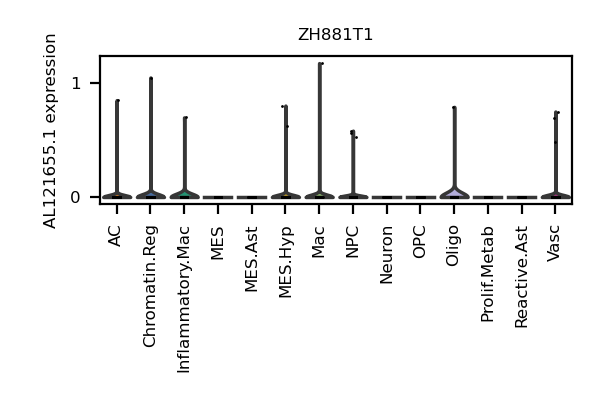 ZH881T1
AL121655.1 expression
1
0
AC
Chromatin.Reg
Inflammatory.Mac
MES
MES.Ast
MES.Hyp
Mac
NPC
Neuron
OPC
Oligo
Prolif.Metab
Reactive.Ast
Vasc